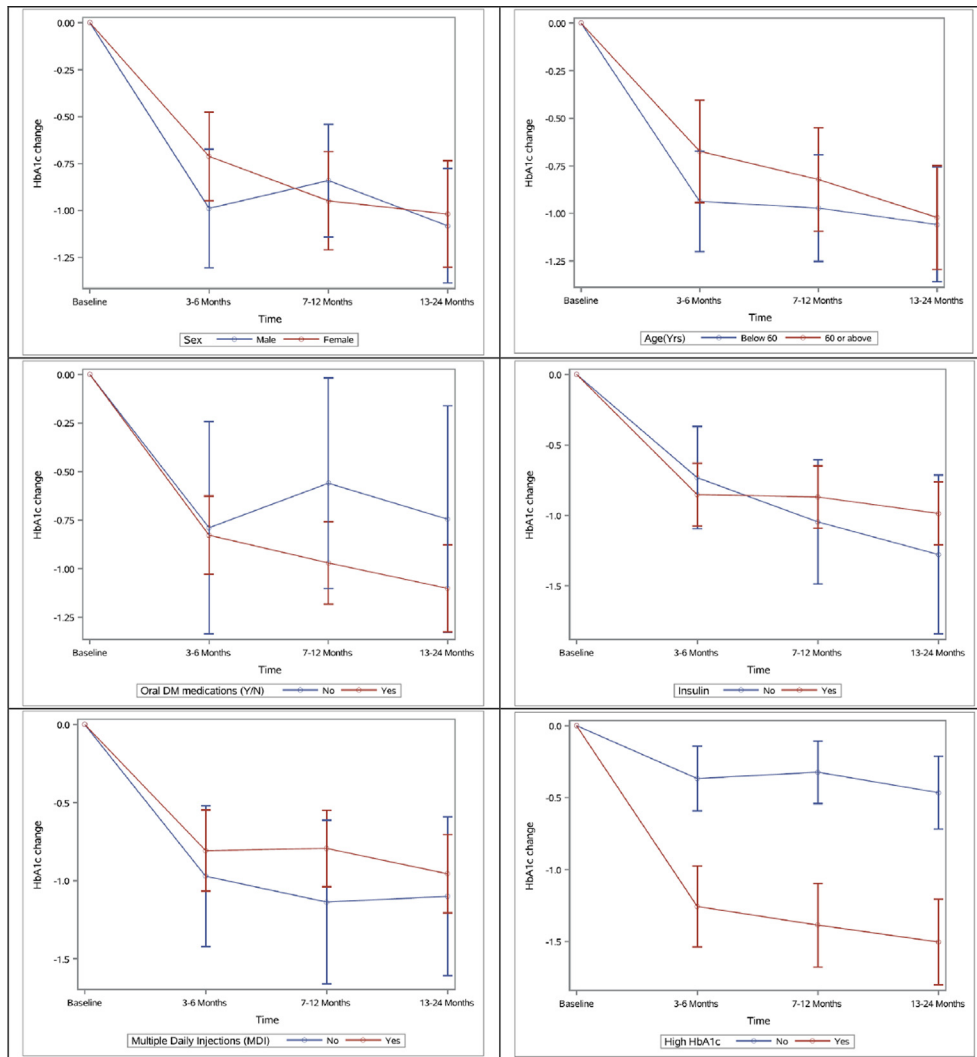 0.00
-0.25
-0.50
-0.75
-1.00
-1.25
HbA1c change
Baseline
3-6 Months
7-12 Months
13-24 Months
Time
Sex
Male
Female
0.00
-0.25
-0.50
-0.75
-1.00
-1.25
HbA1c change
Baseline
3-6 Months
7-12 Months
13-24 Months
Time
Age(Yrs)
Below 60
60 or above
0.00
-0.25
-0.50
-0.75
-1.00
-1.25
HbA1c change
Baseline
3-6 Months
7-12 Months
13-24 Months
Time
Oral DM medications (Y/N)
No
Yes
0.0
-0.5
-1.0
-1.5
HbA1c change
Baseline
3-6 Months
7-12 Months
13-24 Months
Time
Insulin
No
Yes
0.0
-0.5
-1.0
-1.5
HbA1c change
Baseline
3-6 Months
7-12 Months
13-24 Months
Time
Multiple Daily Injections (MDI)
No
Yes
0.0
-0.5
-1.0
-1.5
HbA1c change
Baseline
3-6 Months
7-12 Months
13-24 Months
Time
High HbA1c
No
Yes